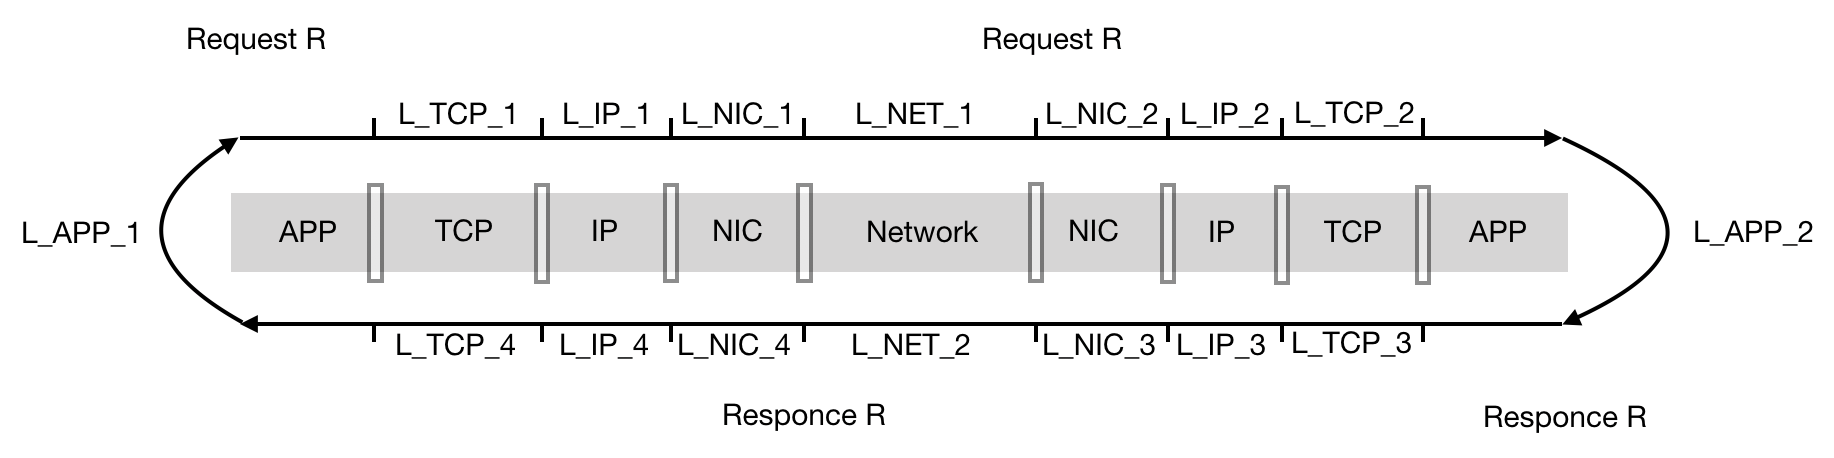 Request R Request R
L_TCP_1 L_IP_1 L_NIC_1 L_NET_1 L_NIC_2 L_IP_2 L_TCP_2
L_APP_1 APP TCP IP NIC Network NIC IP TCP APP L_APP_2
L_TCP_4 L_IP_4 L_NIC_4 L_NET_2 L_NIC_3 L_IP_3 L_TCP_3
Responce R Responce R